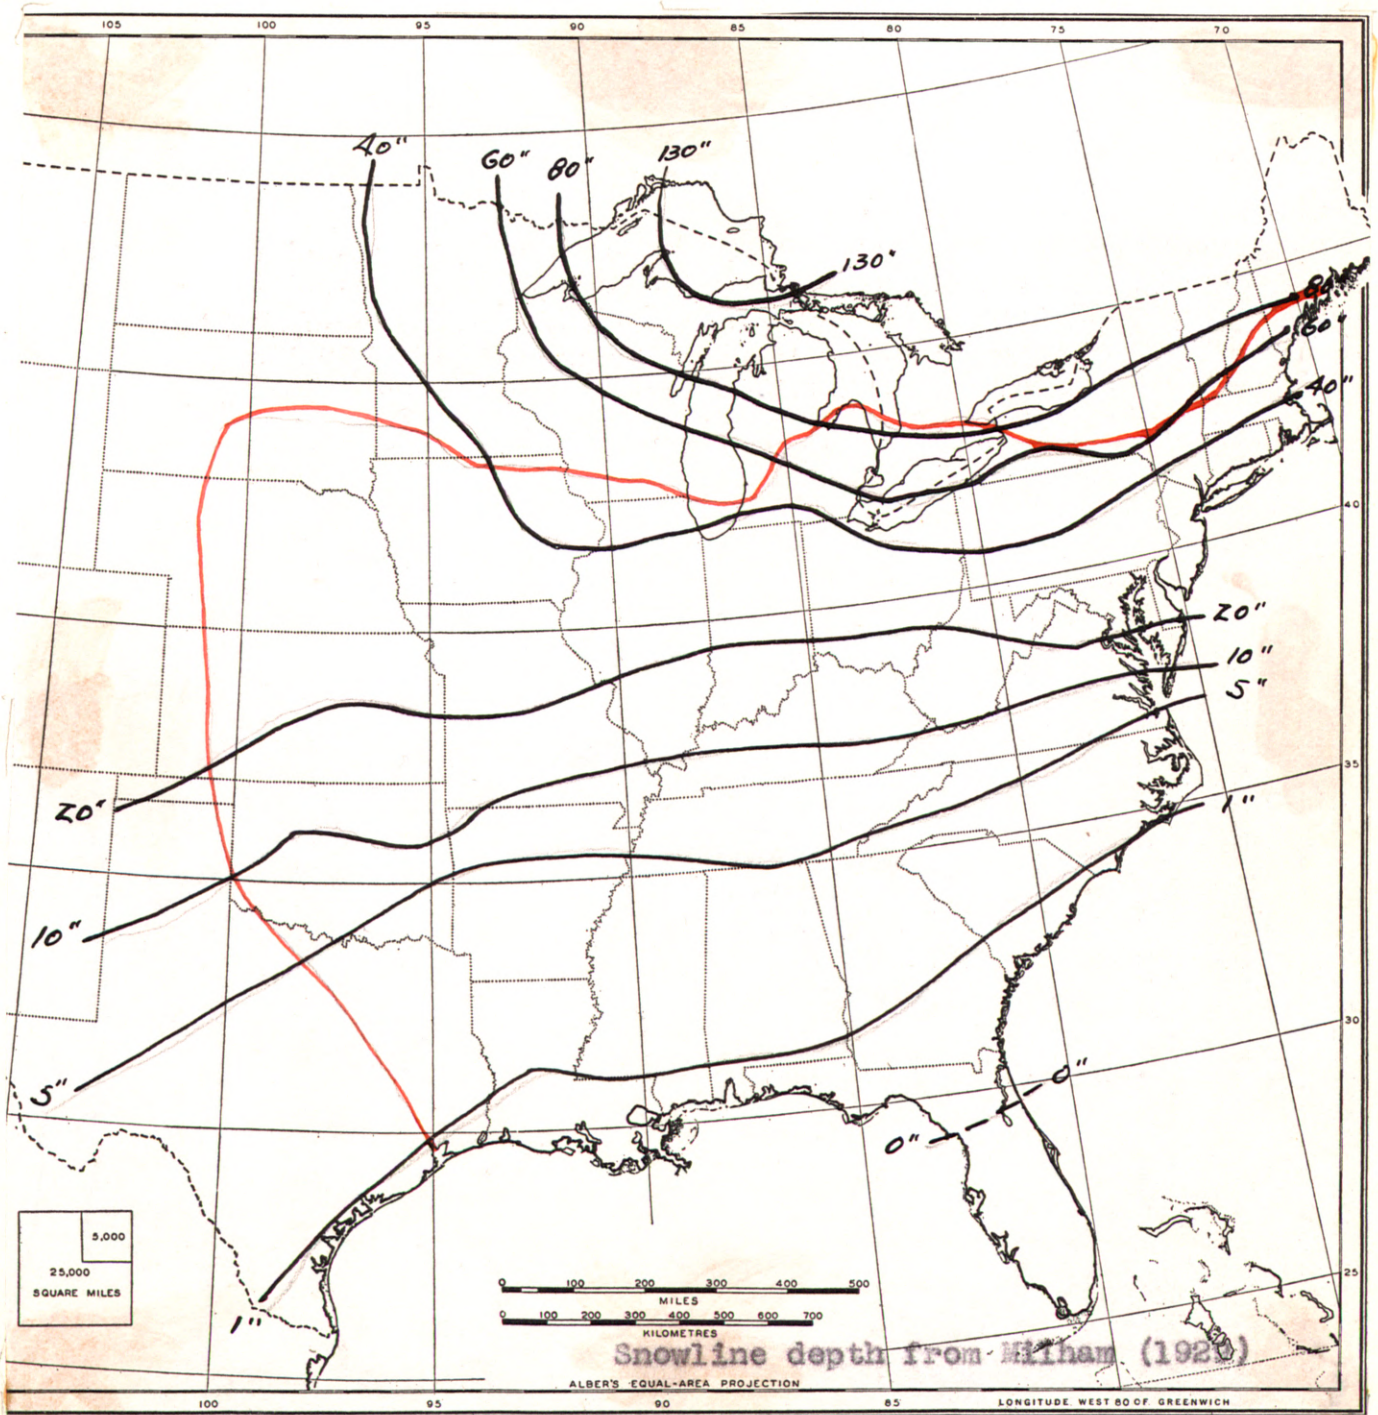 105 100 95 90 85 80 75 70
40" 60" 80" 130"
130"
60"
40"
40
20"
10"
5"
35
20"
1"
10"
30
5"
0"
0"
5,000
25,000
SQUARE MILES
25
0 100 200 300 400 500
MILES
0 100 200 300 400 500 600 700
KILOMETRES
1"
Snowline depth from Milham
ALBER'S EQUAL-AREA PROJECTION
100 95 90 85 LONGITUDE WEST 80 OF GREENWICH